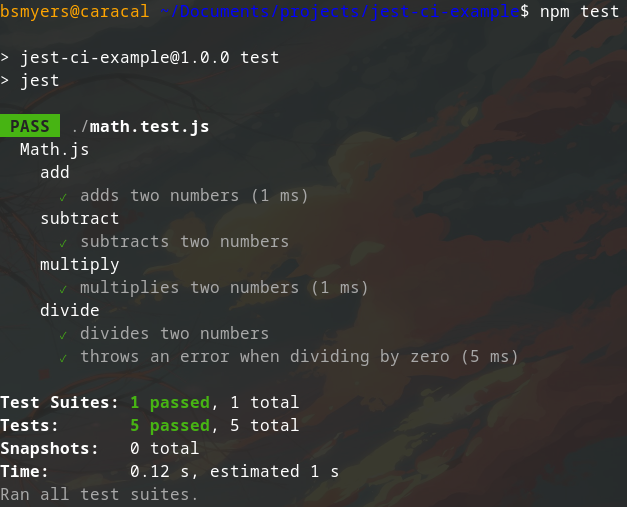 bsmyers@caracal ~/Documents/projects/jest-ci-example$ npm test
> jest-ci-example@1.0.0 test
> jest
PASS ./math.test.js
Math.js
add
✓ adds two numbers (1 ms)
subtract
✓ subtracts two numbers
multiply
✓ multiplies two numbers (1 ms)
divide
✓ divides two numbers
✓ throws an error when dividing by zero (5 ms)
Test Suites: 1 passed, 1 total
Tests: 5 passed, 5 total
Snapshots: 0 total
Time: 0.12 s, estimated 1 s
Ran all test suites.